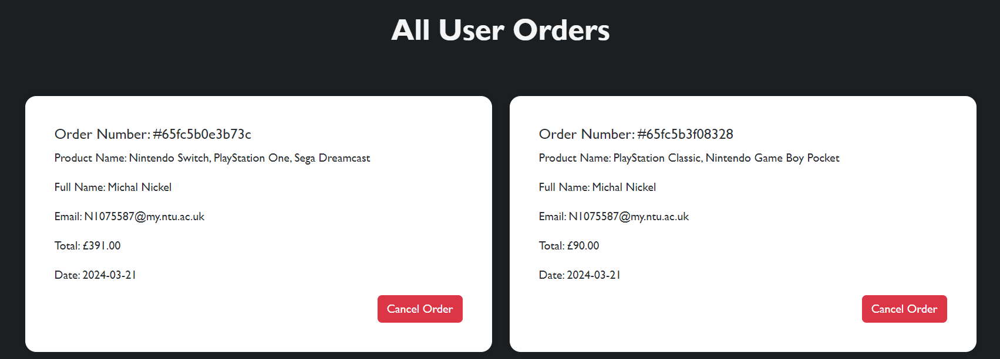 All User Orders
Order Number: #65fc5b0e3b73c
Product Name: Nintendo Switch, PlayStation One, Sega Dreamcast
Full Name: Michal Nickel
Email: N1075587@my.ntu.ac.uk
Total: £391.00
Date: 2024-03-21
Cancel Order
Order Number: #65fc5b3f08328
Product Name: PlayStation Classic, Nintendo Game Boy Pocket
Full Name: Michal Nickel
Email: N1075587@my.ntu.ac.uk
Total: £90.00
Date: 2024-03-21
Cancel Order